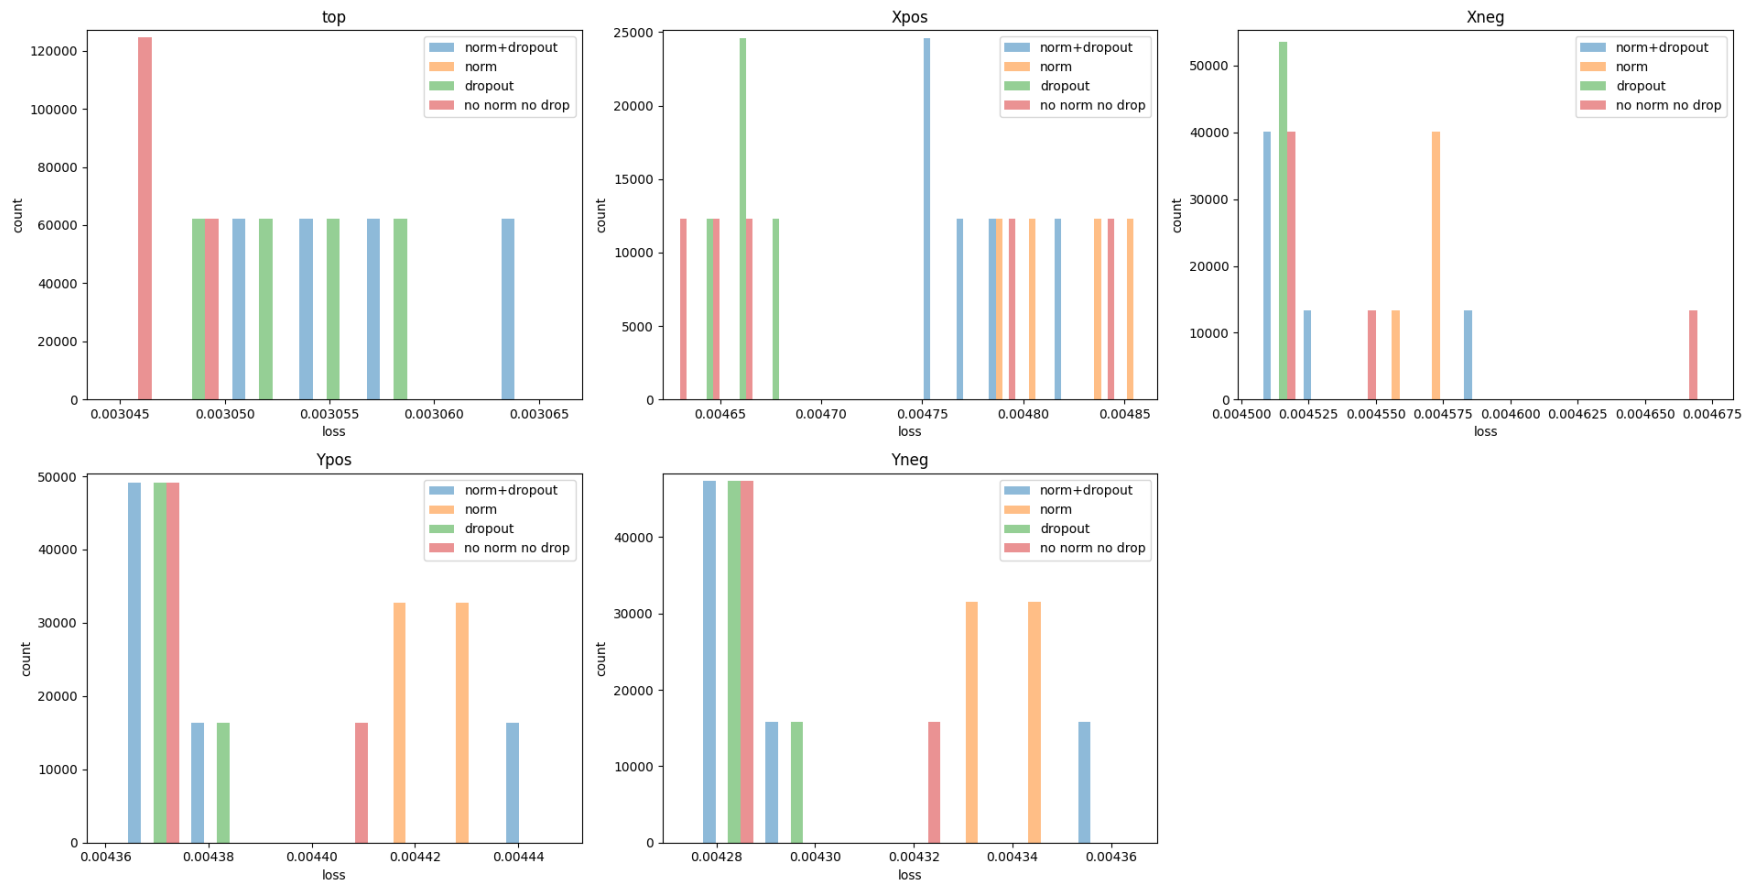 top
120000
100000
80000
60000
40000
20000
0
count
0.003045 0.003050 0.003055 0.003060 0.003065
loss
norm+dropout
norm
dropout
no norm no drop
Xpos
25000
20000
15000
10000
5000
0
count
0.00465 0.00470 0.00475 0.00480 0.00485
loss
norm+dropout
norm
dropout
no norm no drop
Xneg
50000
40000
30000
20000
10000
0
count
0.004500 0.004525 0.004550 0.004575 0.004600 0.004625 0.004650 0.004675
loss
norm+dropout
norm
dropout
no norm no drop
Ypos
50000
40000
30000
20000
10000
0
count
0.00436 0.00438 0.00440 0.00442 0.00444
loss
norm+dropout
norm
dropout
no norm no drop
Yneg
40000
30000
20000
10000
0
count
0.00428 0.00430 0.00432 0.00434 0.00436
loss
norm+dropout
norm
dropout
no norm no drop